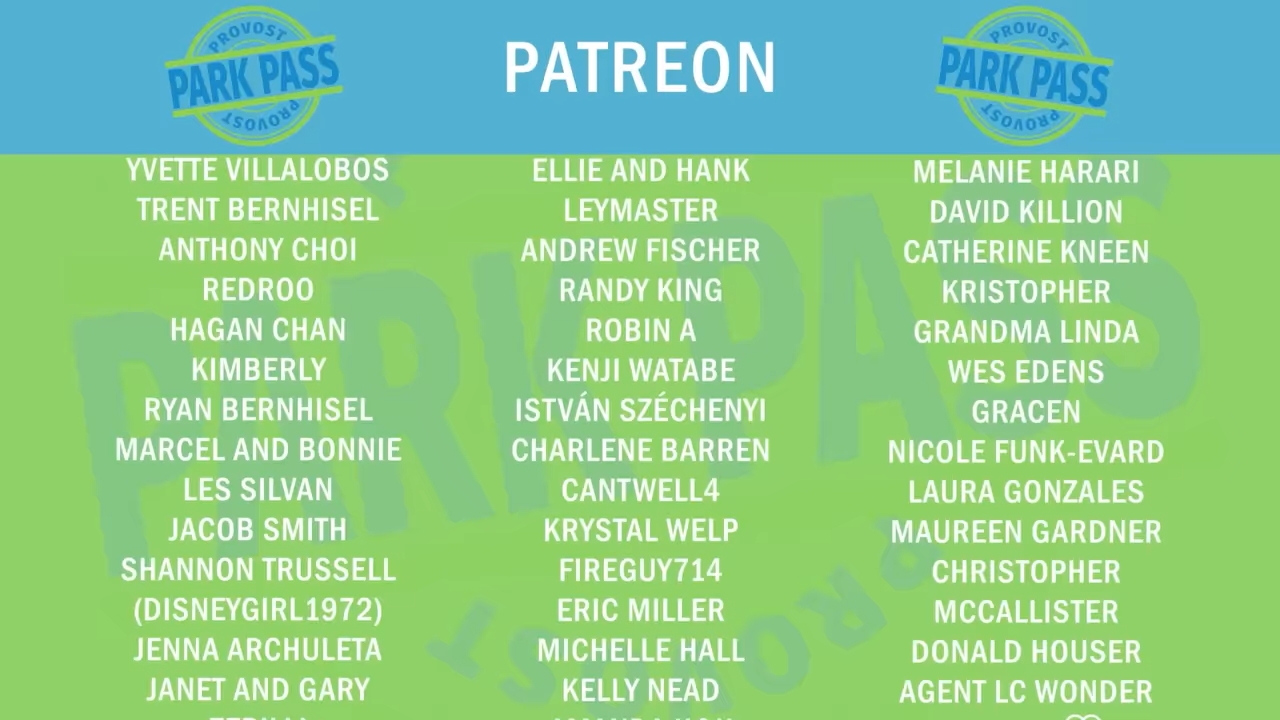 PROVOST
PARK PASS
PROVOST
PATREON
PROVOST
PARK PASS
PROVOST
YVETTE VILLALOBOS
TRENT BERNHISEL
ANTHONY CHOI
REDROO
HAGAN CHAN
KIMBERLY
RYAN BERNHISEL
MARCEL AND BONNIE
LES SILVAN
JACOB SMITH
SHANNON TRUSSELL
(DISNEYGIRL1972)
JENNA ARCHULETA
JANET AND GARY
ELLIE AND HANK
LEYMASTER
ANDREW FISCHER
RANDY KING
ROBIN A
KENJI WATABE
ISTVÁN SZÉCHENYI
CHARLENE BARREN
CANTWELL4
KRYSTAL WELP
FIREGUY714
ERIC MILLER
MICHELLE HALL
KELLY NEAD
MELANIE HARARI
DAVID KILLION
CATHERINE KNEEN
KRISTOPHER
GRANDMA LINDA
WES EDENS
GRACEN
NICOLE FUNK-EVARD
LAURA GONZALES
MAUREEN GARDNER
CHRISTOPHER
MCCALLISTER
DONALD HOUSER
AGENT LC WONDER
PARK PASS
PROVOST